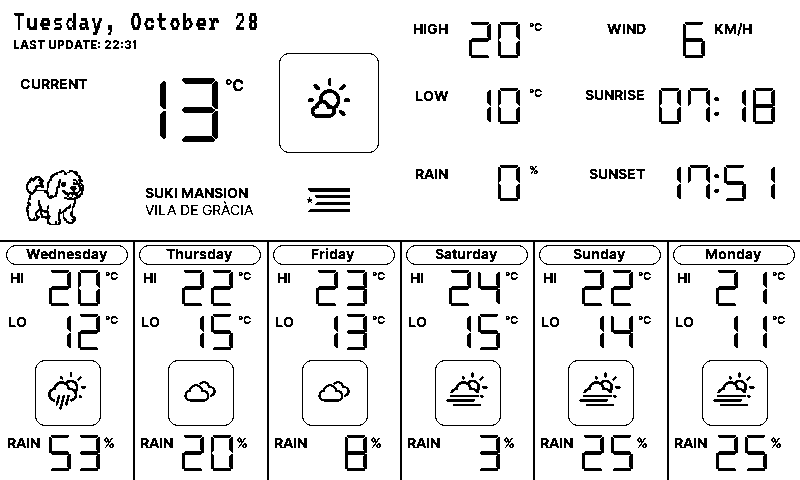 Tuesday, October 28
LAST UPDATE: 22:31
CURRENT 13 °C
SUKI MANSION
VILA DE GRÀCIA
HIGH 20 °C
LOW 10 °C
RAIN 0 %
WIND 6 KM/H
SUNRISE 07:18
SUNSET 17:51
Wednesday
HI 20 °C
LO 12 °C
RAIN 53 %
Thursday
HI 22 °C
LO 15 °C
RAIN 20 %
Friday
HI 23 °C
LO 13 °C
RAIN 8 %
Saturday
HI 24 °C
LO 15 °C
RAIN 3 %
Sunday
HI 22 °C
LO 14 °C
RAIN 25 %
Monday
HI 21 °C
LO 11 °C
RAIN 25 %